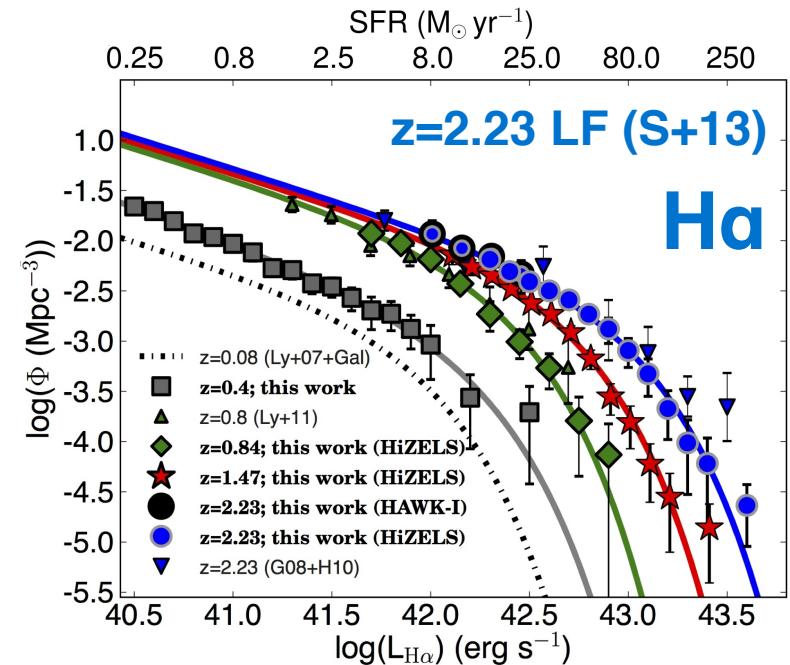 SFR (M☉ yr⁻¹)
0.25 0.8 2.5 8.0 25.0 80.0 250
z=2.23 LF (S+13)
Hα
log(Φ (Mpc⁻³))
1.0
-1.5
-2.0
-2.5
-3.0
-3.5
-4.0
-4.5
-5.0
-5.5
z=0.08 (Ly+07+Gal)
z=0.4; this work
z=0.8 (Ly+11)
z=0.84; this work (HiZELS)
z=1.47; this work (HiZELS)
z=2.23; this work (HAWK-I)
z=2.23; this work (HiZELS)
z=2.23 (G08+H10)
40.5 41.0 41.5 42.0 42.5 43.0 43.5
log(L_Hα) (erg s⁻¹)